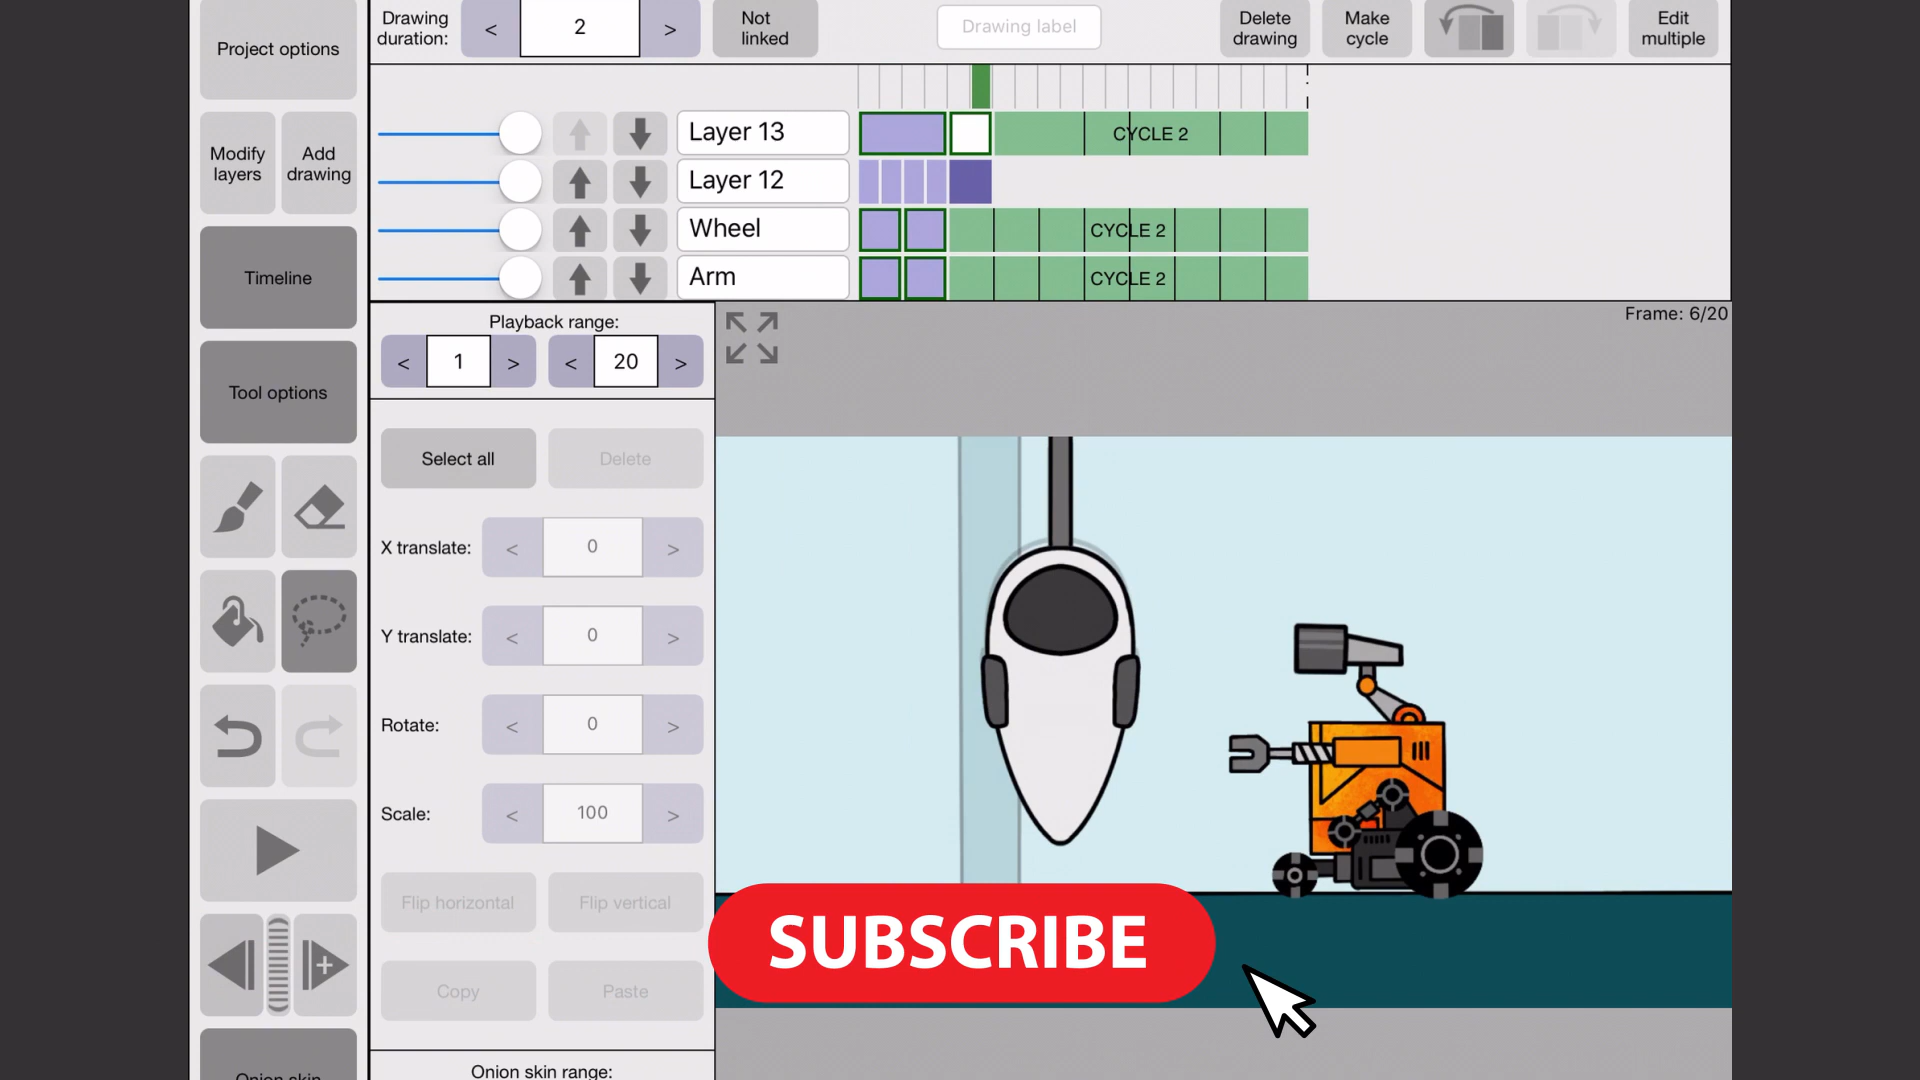 Project options
Drawing duration:
<
2
>
Not linked
Drawing label
Delete drawing
Make cycle
Edit multiple
Modify layers
Add drawing
Layer 13
CYCLE 2
Layer 12
Wheel
CYCLE 2
Arm
CYCLE 2
Timeline
Tool options
Playback range:
<
1
>
<
20
>
Frame: 6/20
Select all
Delete
X translate:
<
0
>
Y translate:
<
0
>
Rotate:
<
0
>
Scale:
<
100
>
Flip horizontal
Flip vertical
Copy
Paste
SUBSCRIBE
Onion skin
Onion skin range: